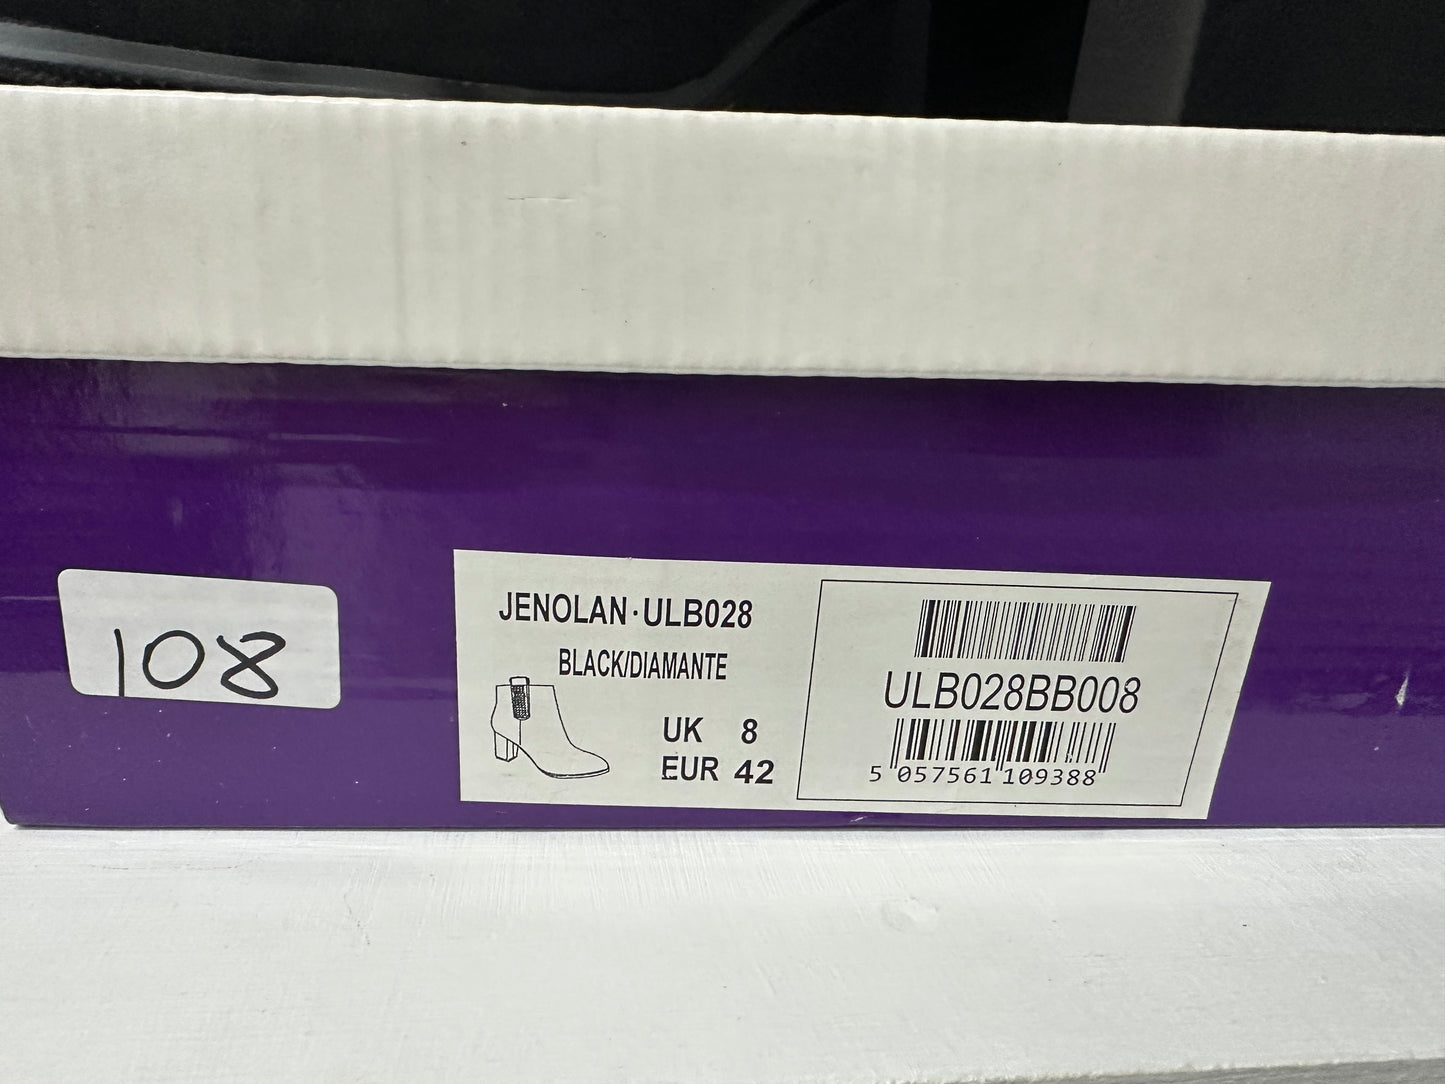 108
JENOLAN·ULB028
BLACK/DIAMANTE
UK 8
EUR 42
ULB028BB008
5 057561 109388